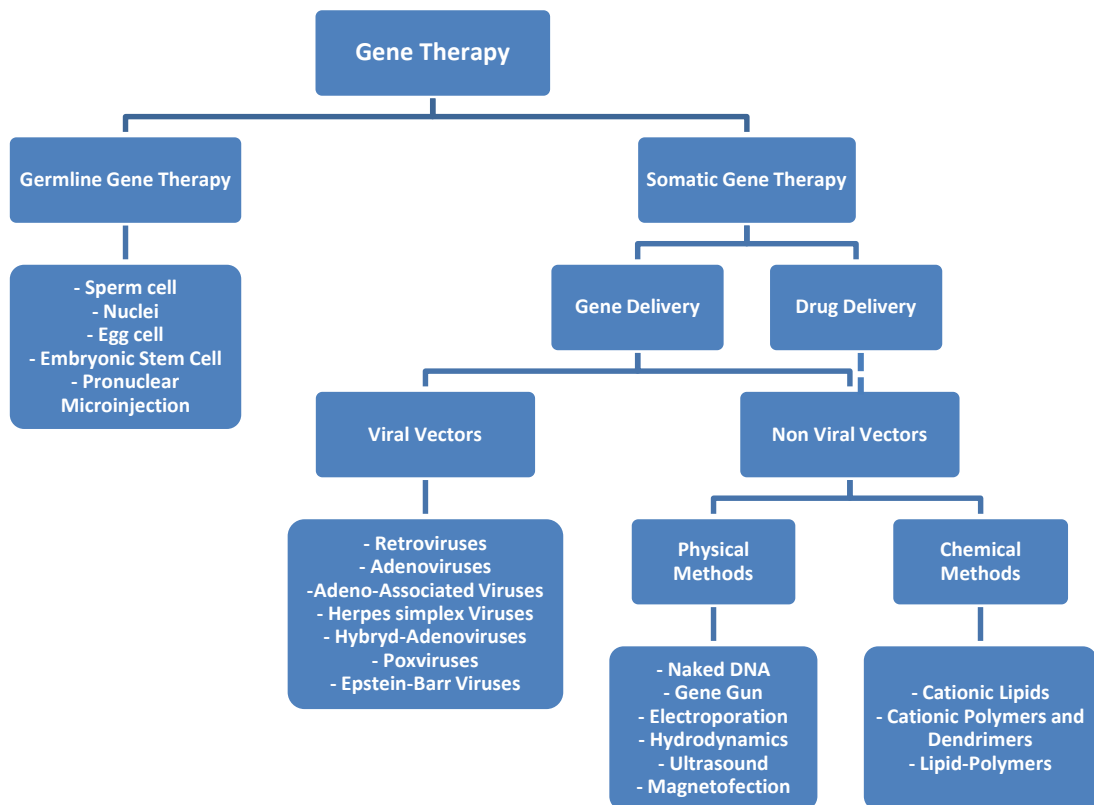 Gene Therapy
Germline Gene Therapy
Somatic Gene Therapy
- Sperm cell
- Nuclei
- Egg cell
- Embryonic Stem Cell
- Pronuclear
Microinjection
Gene Delivery
Drug Delivery
Viral Vectors
Non Viral Vectors
- Retroviruses
- Adenoviruses
-Adeno-Associated Viruses
- Herpes simplex Viruses
- Hybryd-Adenoviruses
- Poxviruses
- Epstein-Barr Viruses
Physical
Methods
Chemical
Methods
- Naked DNA
- Gene Gun
- Electroporation
- Hydrodynamics
- Ultrasound
- Magnetofection
- Cationic Lipids
- Cationic Polymers and
Dendrimers
- Lipid-Polymers